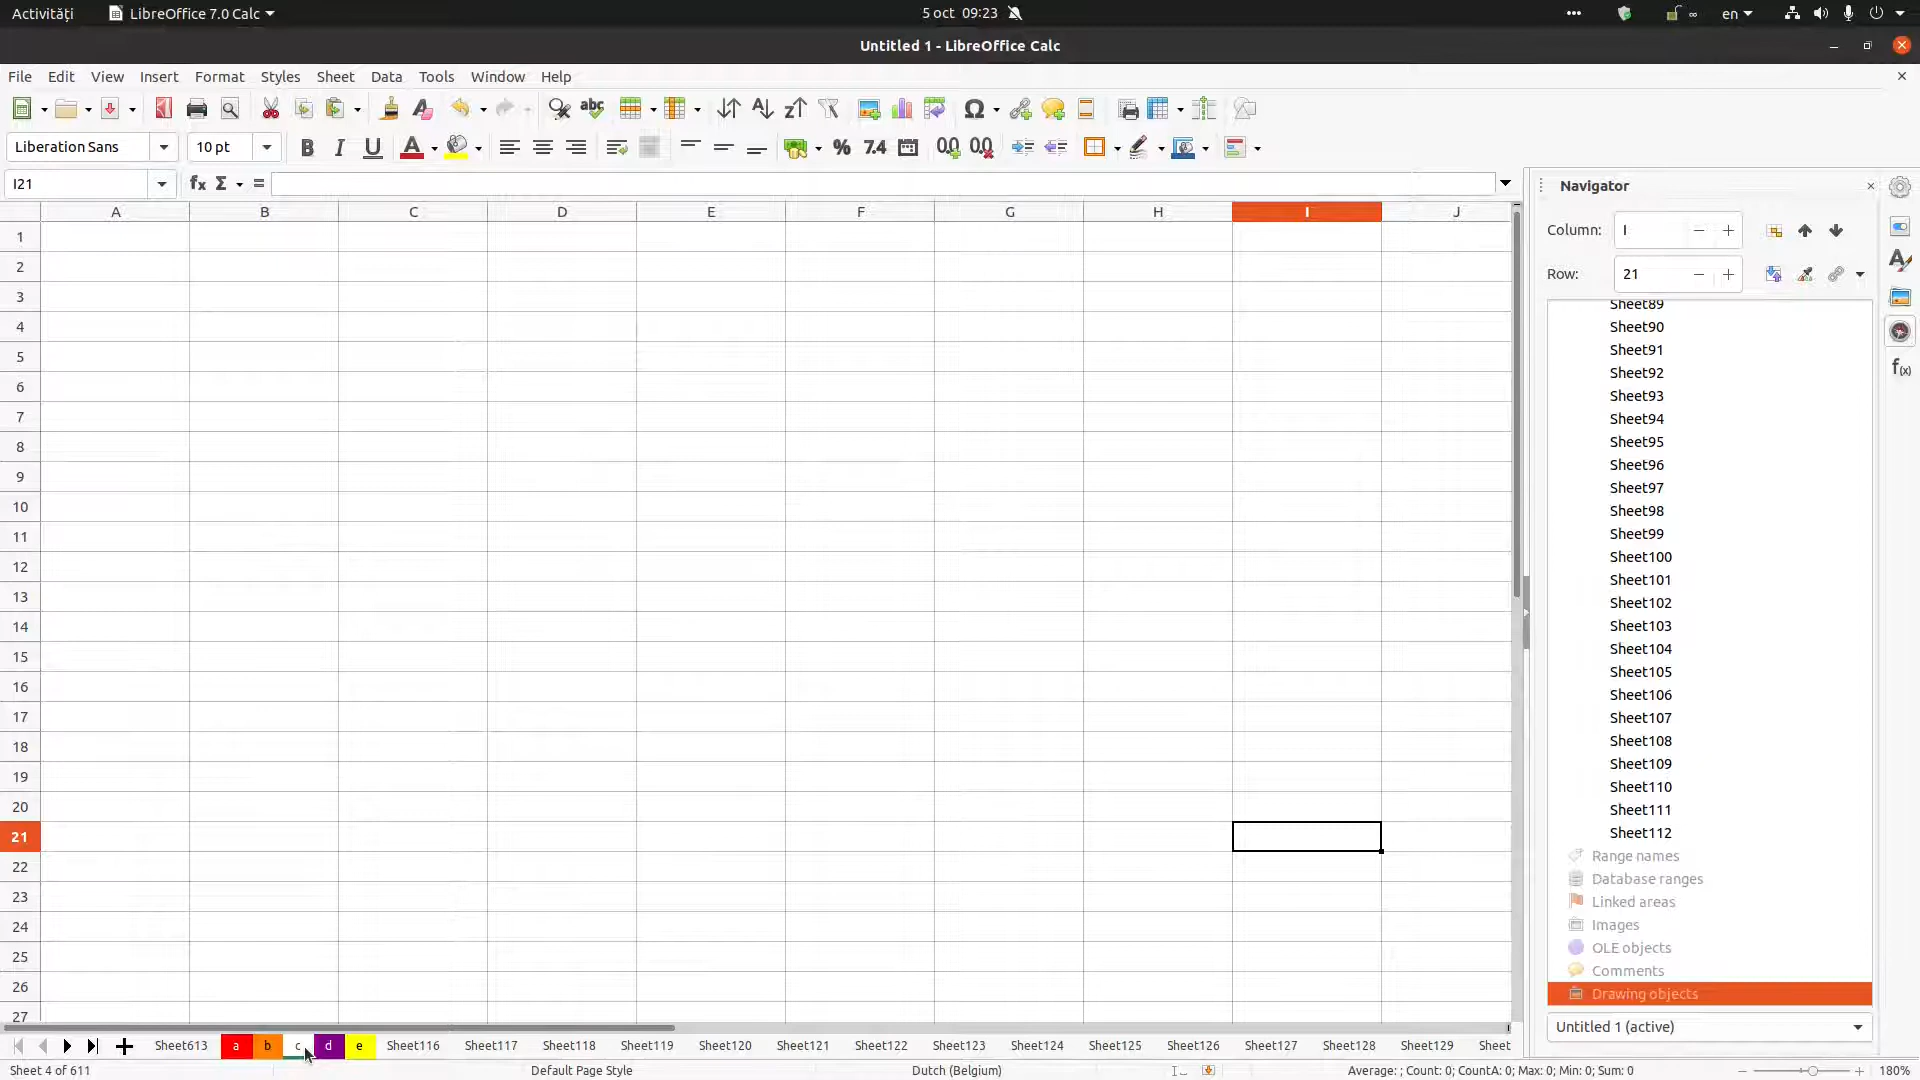 Activități LibreOffice 7.0 Calc 5 oct 09:23 en
Untitled 1 - LibreOffice Calc
File Edit View Insert Format Styles Sheet Data Tools Window Help
Liberation Sans 10 pt
I21
A B C D E F G H I J
1
2
3
4
5
6
7
8
9
10
11
12
13
14
15
16
17
18
19
20
21
22
23
24
25
26
27
Navigator
Column: I
Row: 21
Sheet89
Sheet90
Sheet91
Sheet92
Sheet93
Sheet94
Sheet95
Sheet96
Sheet97
Sheet98
Sheet99
Sheet100
Sheet101
Sheet102
Sheet103
Sheet104
Sheet105
Sheet106
Sheet107
Sheet108
Sheet109
Sheet110
Sheet111
Sheet112
Range names
Database ranges
Linked areas
Images
OLE objects
Comments
Drawing objects
Untitled 1 (active)
Sheet613 a b c d e Sheet116 Sheet117 Sheet118 Sheet119 Sheet120 Sheet121 Sheet122 Sheet123 Sheet124 Sheet125 Sheet126 Sheet127 Sheet128 Sheet129 Sheet
Sheet 4 of 611 Default Page Style Dutch (Belgium) Average: ; Count: 0; CountA: 0; Max: 0; Min: 0; Sum: 0 180%